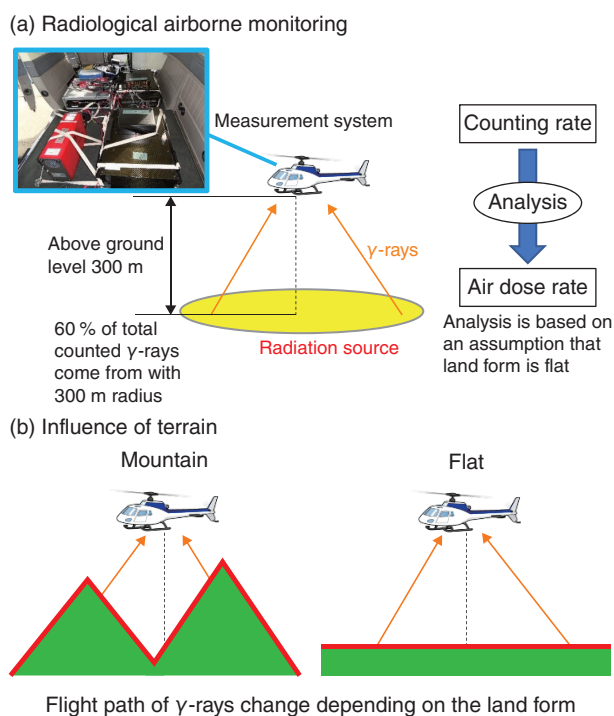 (a) Radiological airborne monitoring
Measurement system
Above ground
level 300 m
γ-rays
60 % of total
counted γ-rays
come from with
300 m radius
Radiation source
Counting rate
Analysis
Air dose rate
Analysis is based on
an assumption that
land form is flat
(b) Influence of terrain
Mountain
Flat
Flight path of γ-rays change depending on the land form